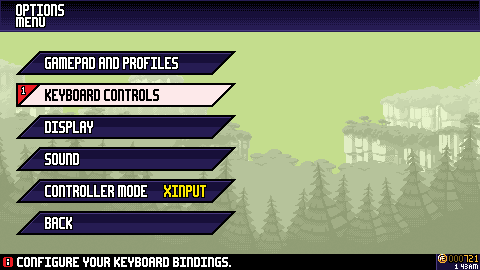 OPTIONS
MENU
GAMEPAD AND PROFILES
1
KEYBOARD CONTROLS
DISPLAY
SOUND
CONTROLLER MODE XINPUT
BACK
CONFIGURE YOUR KEYBOARD BINDINGS.
000721
1:43AM